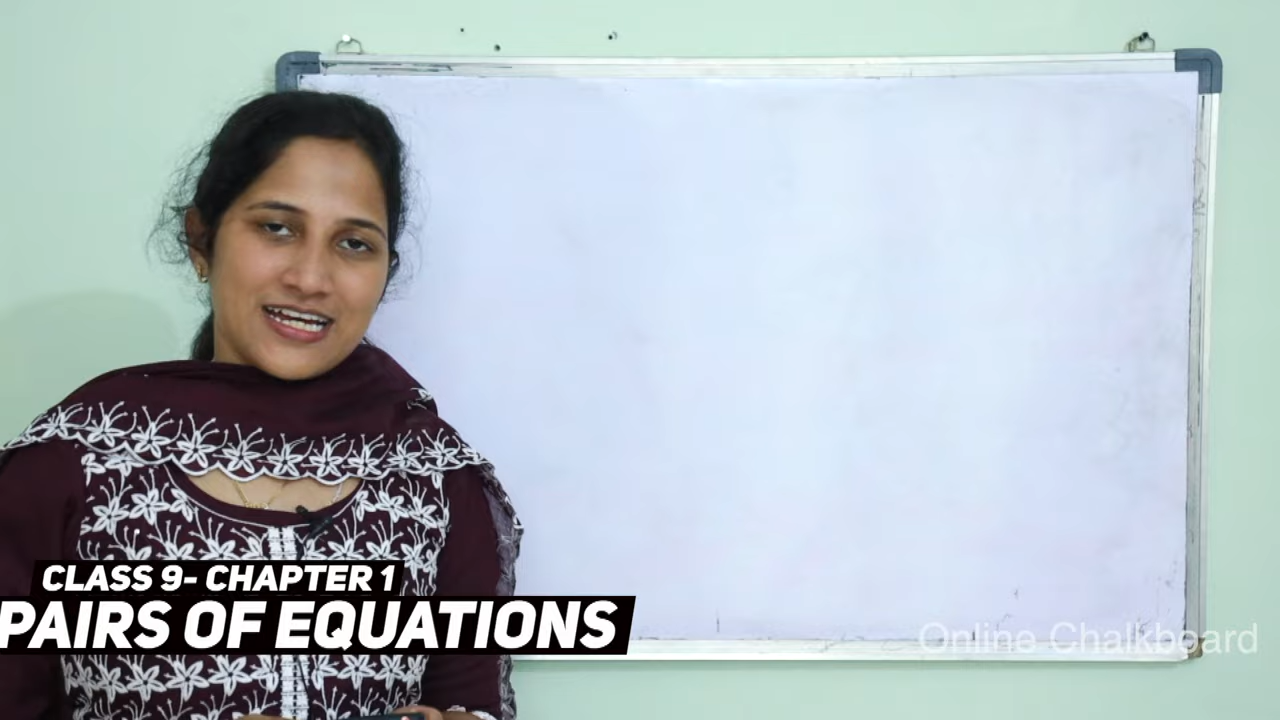 CLASS 9- CHAPTER 1
PAIRS OF EQUATIONS
Online Chalkboard